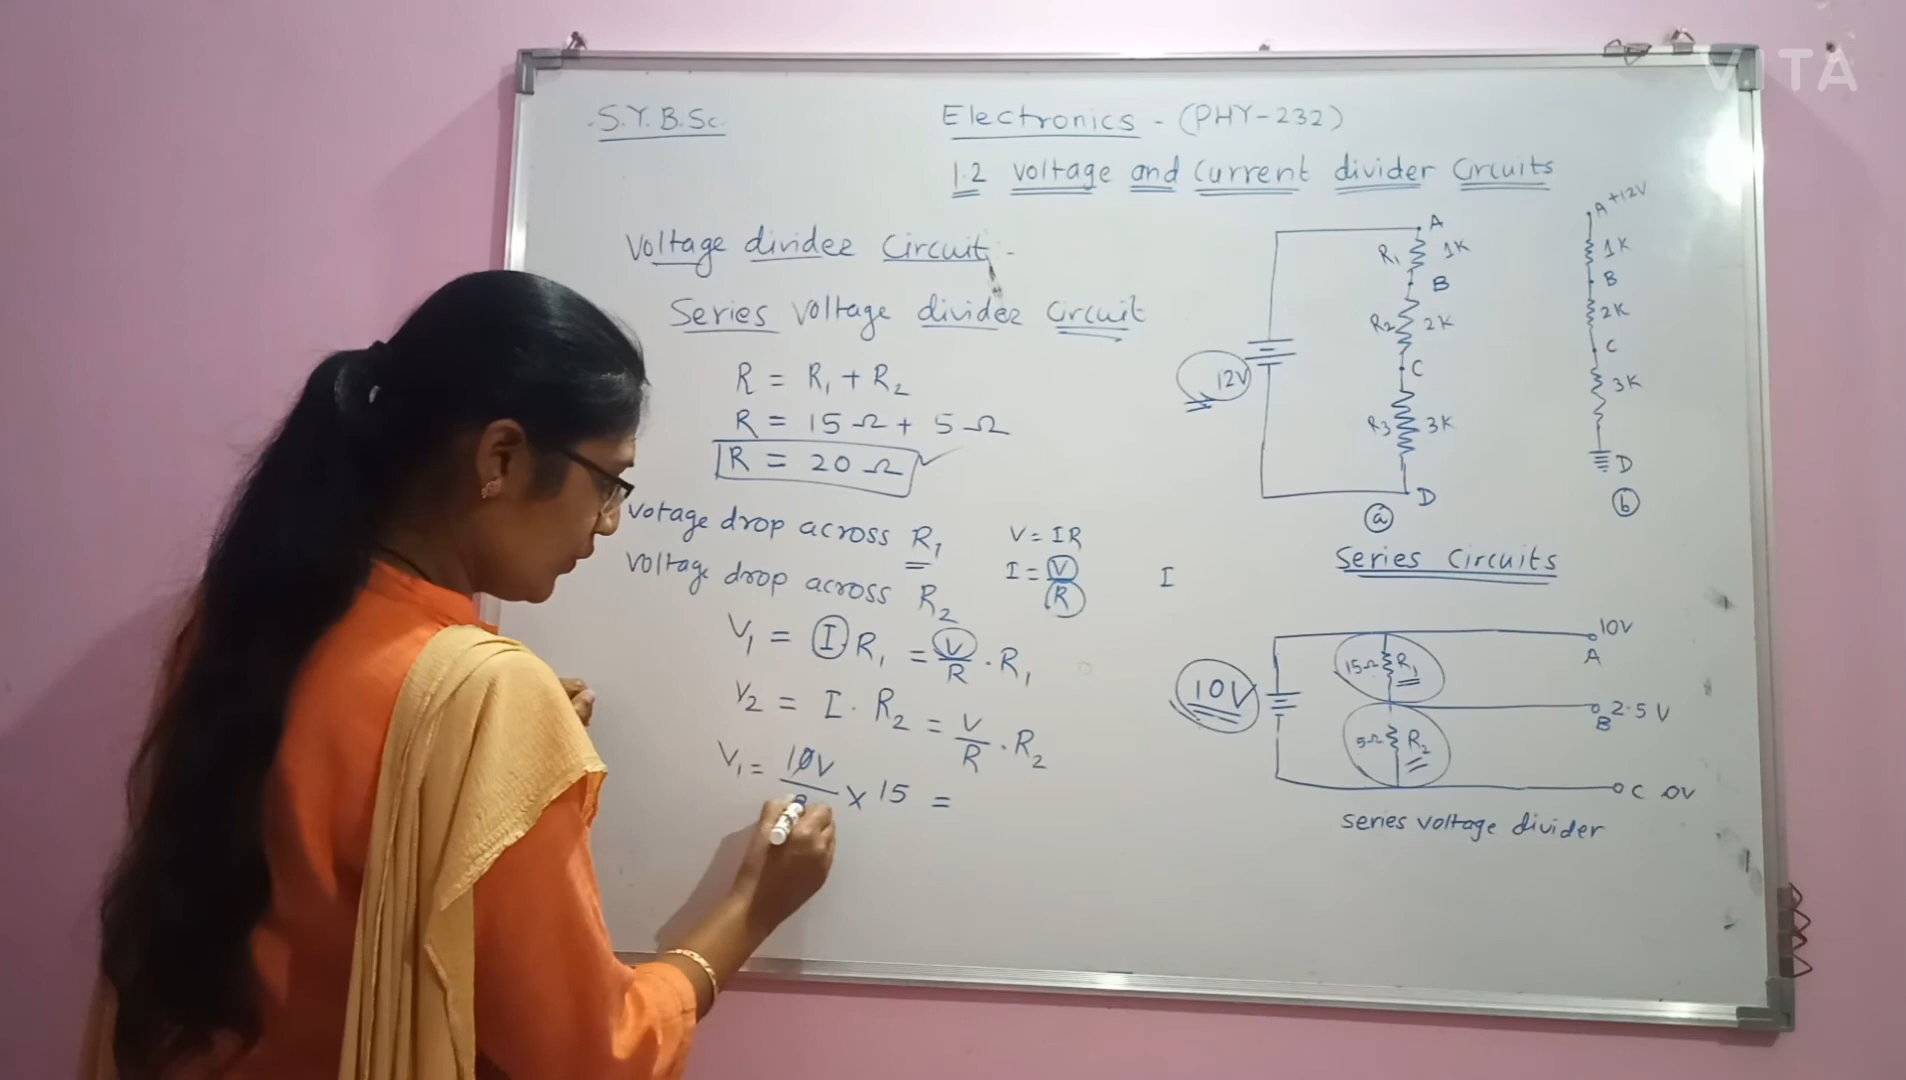 S.Y.B.Sc.
Electronics - (PHY-232)
1.2 voltage and current divider circuits
Voltage divider circuit -
Series voltage divider circuit
R = R1 + R2
R = 15Ω + 5Ω
R = 20Ω
votage drop across R1
voltage drop across R2
V = IR
I = V/R
I
V1 = I R1 = V/R . R1
V2 = I . R2 = V/R . R2
V1 = 10V/ × 15 =
12V
A
R1 1K
B
R2 2K
C
R3 3K
D
a
A +12V
1K
B
2K
C
3K
D
b
Series circuits
10V
15Ω R1
5Ω R2
10V
A
B 2.5V
C 0V
series voltage divider
VITA